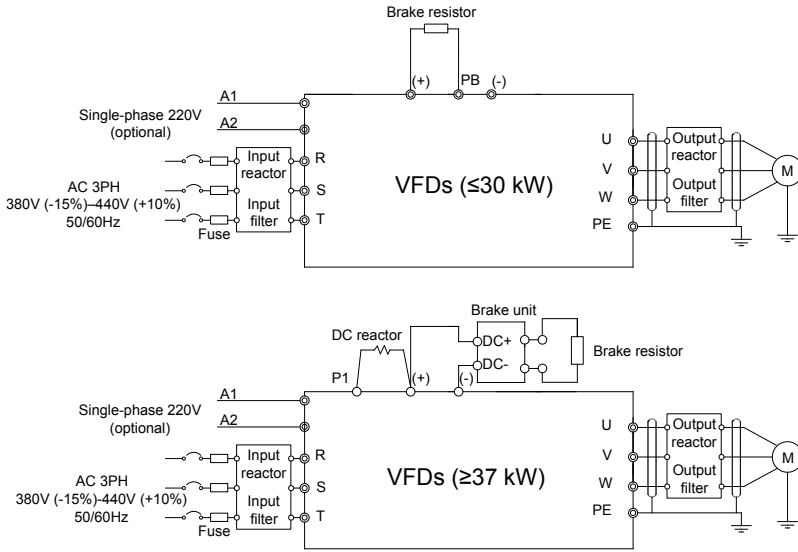 Brake resistor
(+)
PB
(-)
A1
Single-phase 220V
(optional)
A2
Input
reactor
Input
filter
R
S
T
AC 3PH
380V (-15%)–440V (+10%)
50/60Hz
Fuse
VFDs (≤30 kW)
U
V
W
PE
Output
reactor
Output
filter
M
Brake unit
DC reactor
DC+
DC-
Brake resistor
P1
(+)
(-)
A1
Single-phase 220V
(optional)
A2
Input
reactor
Input
filter
R
S
T
AC 3PH
380V (-15%)-440V (+10%)
50/60Hz
Fuse
VFDs (≥37 kW)
U
V
W
PE
Output
reactor
Output
filter
M